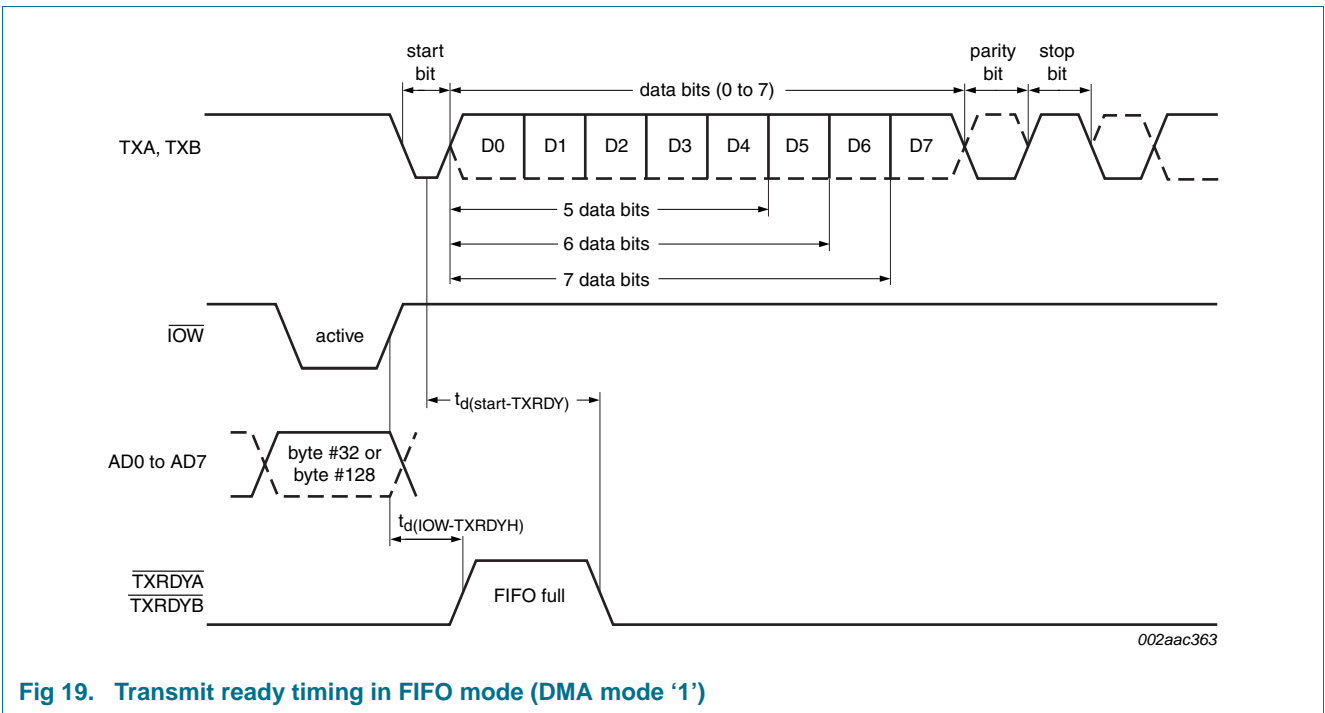 start
bit
data bits (0 to 7)
parity
bit
stop
bit
TXA, TXB
D0 D1 D2 D3 D4 D5 D6 D7
5 data bits
6 data bits
7 data bits
IOW
active
td(start-TXRDY)
AD0 to AD7
byte #32 or
byte #128
td(IOW-TXRDYH)
TXRDYA
TXRDYB
FIFO full
002aac363
Fig 19. Transmit ready timing in FIFO mode (DMA mode ‘1’)